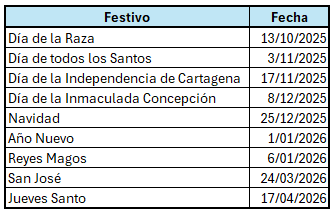 Festivo Fecha
Día de la Raza 13/10/2025
Día de todos los Santos 3/11/2025
Día de la Independencia de Cartagena 17/11/2025
Día de la Inmaculada Concepción 8/12/2025
Navidad 25/12/2025
Año Nuevo 1/01/2026
Reyes Magos 6/01/2026
San José 24/03/2026
Jueves Santo 17/04/2026